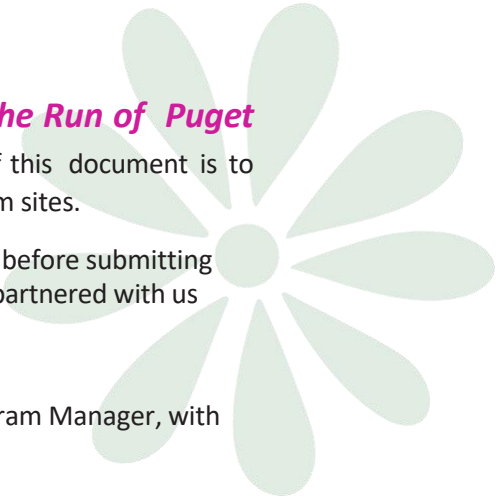 he Run of Puget
this document is to
m sites.
before submitting
partnered with us
ram Manager, with